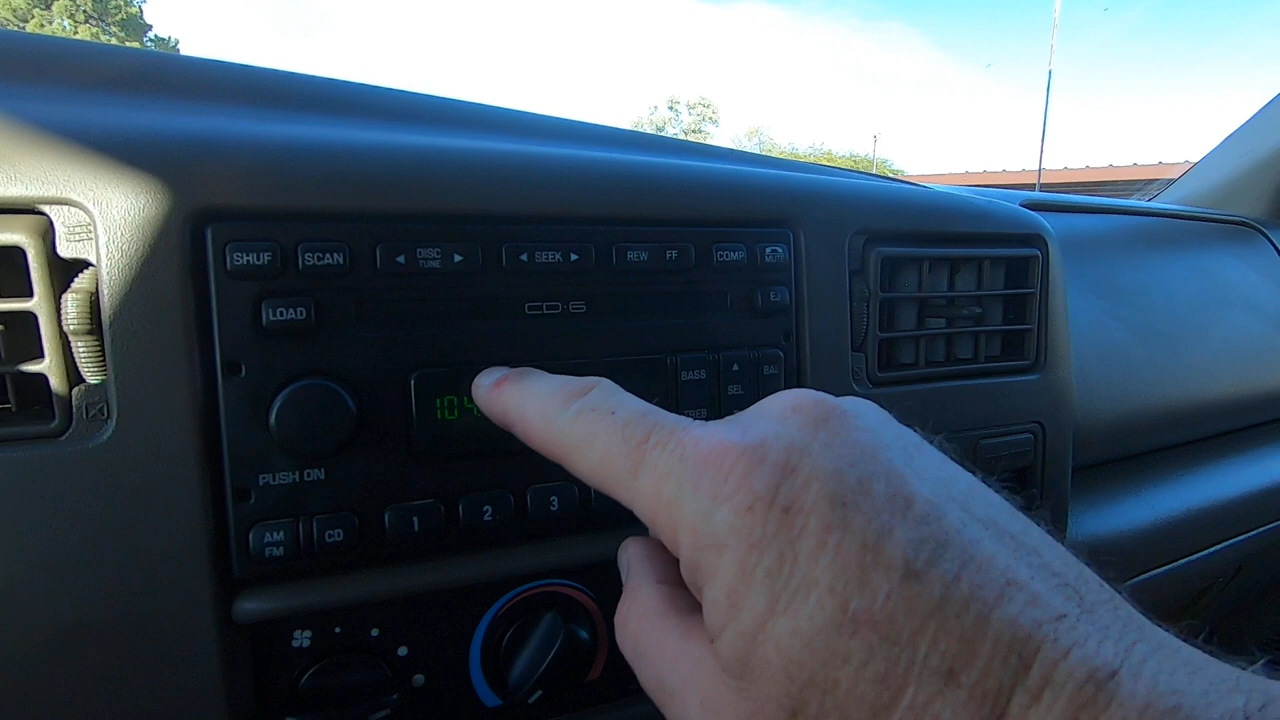 SHUF SCAN ◄ DISC TUNE ► ◄ SEEK ► REW FF COMP MUTE
LOAD CD·6 EJ
BASS ▲ SEL BAL
TREB
104
PUSH ON
AM FM CD 1 2 3